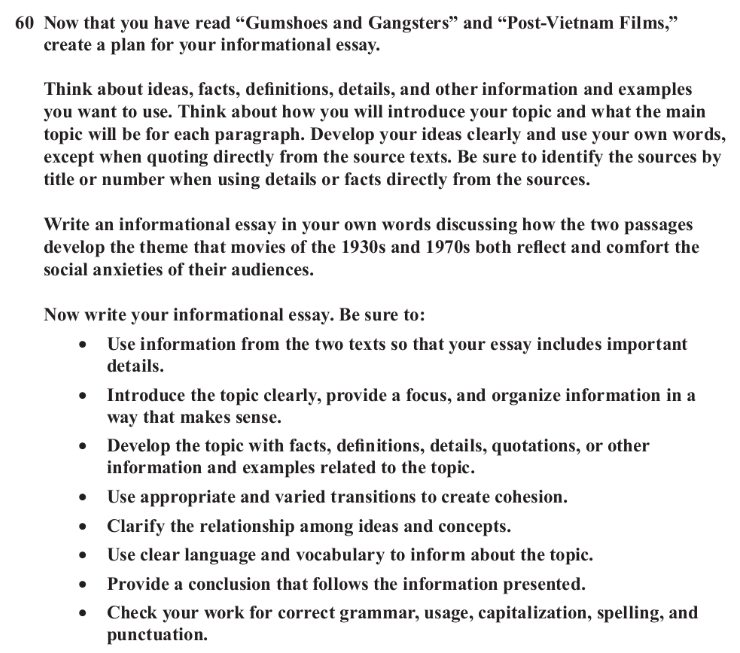 60 Now that you have read “Gumshoes and Gangsters” and “Post-Vietnam Films,”
create a plan for your informational essay.
Think about ideas, facts, definitions, details, and other information and examples
you want to use. Think about how you will introduce your topic and what the main
topic will be for each paragraph. Develop your ideas clearly and use your own words,
except when quoting directly from the source texts. Be sure to identify the sources by
title or number when using details or facts directly from the sources.
Write an informational essay in your own words discussing how the two passages
develop the theme that movies of the 1930s and 1970s both reflect and comfort the
social anxieties of their audiences.
Now write your informational essay. Be sure to:
• Use information from the two texts so that your essay includes important
details.
• Introduce the topic clearly, provide a focus, and organize information in a
way that makes sense.
• Develop the topic with facts, definitions, details, quotations, or other
information and examples related to the topic.
• Use appropriate and varied transitions to create cohesion.
• Clarify the relationship among ideas and concepts.
• Use clear language and vocabulary to inform about the topic.
• Provide a conclusion that follows the information presented.
• Check your work for correct grammar, usage, capitalization, spelling, and
punctuation.